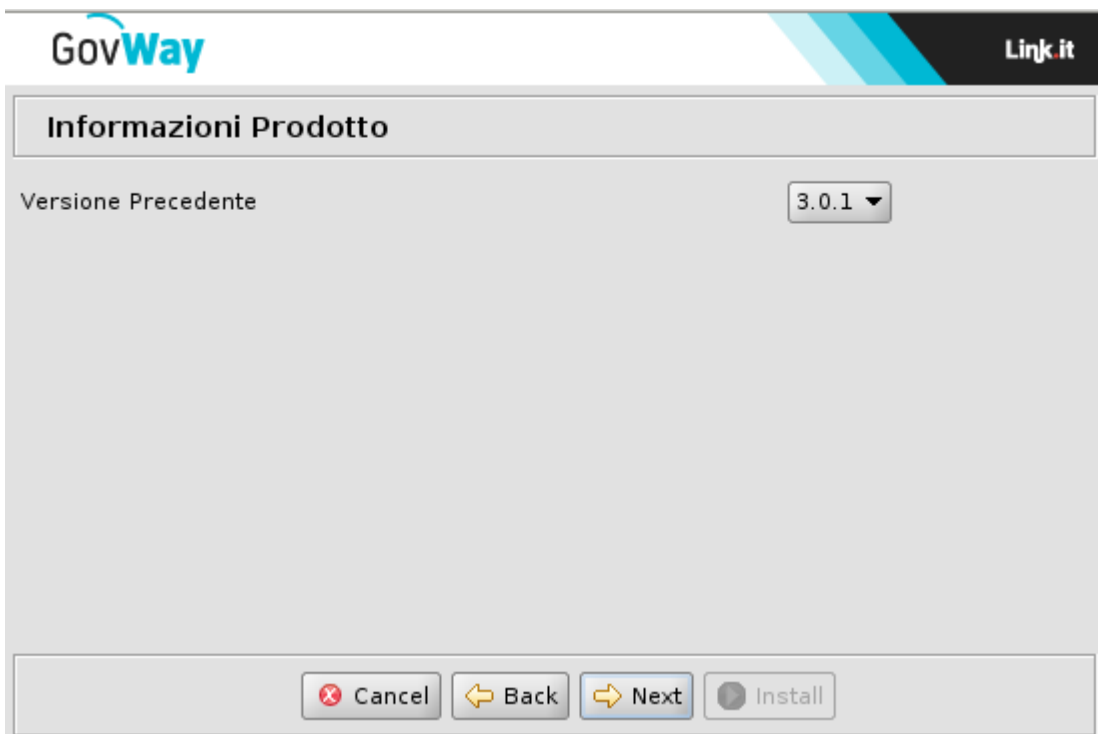 GovWay
Link.it
Informazioni Prodotto
Versione Precedente
3.0.1
Cancel
Back
Next
Install